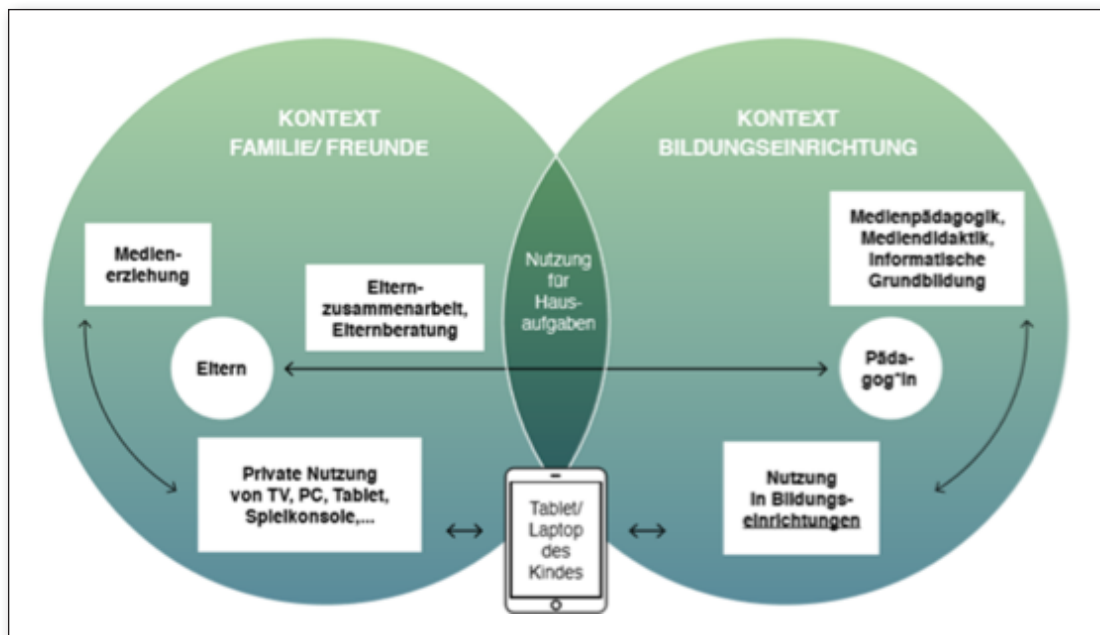 KONTEXT
FAMILIE/ FREUNDE
Medien-
erziehung
Eltern-
zusammenarbeit,
Elternberatung
Eltern
Private Nutzung
von TV, PC, Tablet,
Spielkonsole,...
Nutzung
für
Haus-
aufgaben
Tablet/
Laptop
des
Kindes
KONTEXT
BILDUNGSEINRICHTUNG
Medienpädagogik,
Mediendidaktik,
Informatische
Grundbildung
Päda-
gog*in
Nutzung
in Bildungs-
einrichtungen